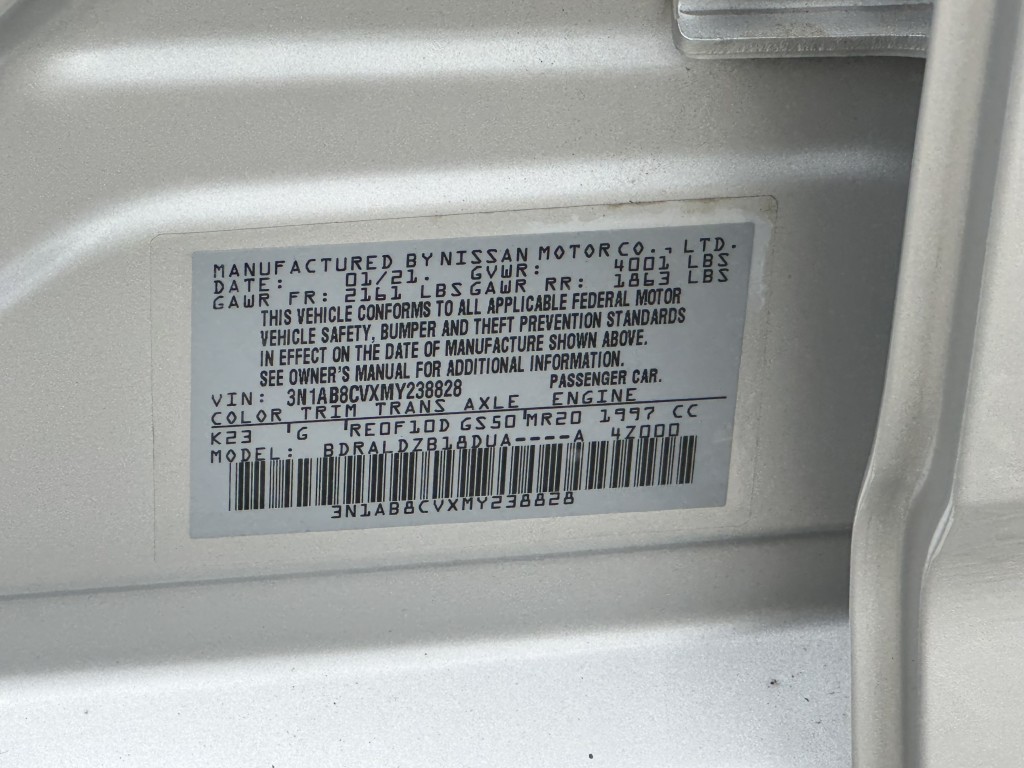 MANUFACTURED BY NISSAN MOTOR CO., LTD.
DATE: 01/21. GVWR: 4001 LBS
GAWR FR: 2161 LBS GAWR RR: 1863 LBS
THIS VEHICLE CONFORMS TO ALL APPLICABLE FEDERAL MOTOR
VEHICLE SAFETY, BUMPER AND THEFT PREVENTION STANDARDS
IN EFFECT ON THE DATE OF MANUFACTURE SHOWN ABOVE.
SEE OWNER'S MANUAL FOR ADDITIONAL INFORMATION.
VIN: 3N1AB8CVXMY238828 PASSENGER CAR.
COLOR TRIM TRANS AXLE ENGINE
K23 G RE0F10D GS50 MR20 1997 CC
MODEL: BDRALDZB18DUA----A 4Z000
3N1AB8CVXMY238828